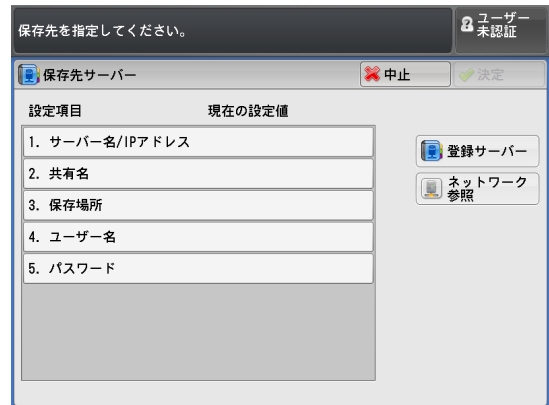 保存先を指定してください。
ユーザー
未認証
保存先サーバー
中止
決定
設定項目 現在の設定値
1. サーバー名/IPアドレス
2. 共有名
3. 保存場所
4. ユーザー名
5. パスワード
登録サーバー
ネットワーク
参照